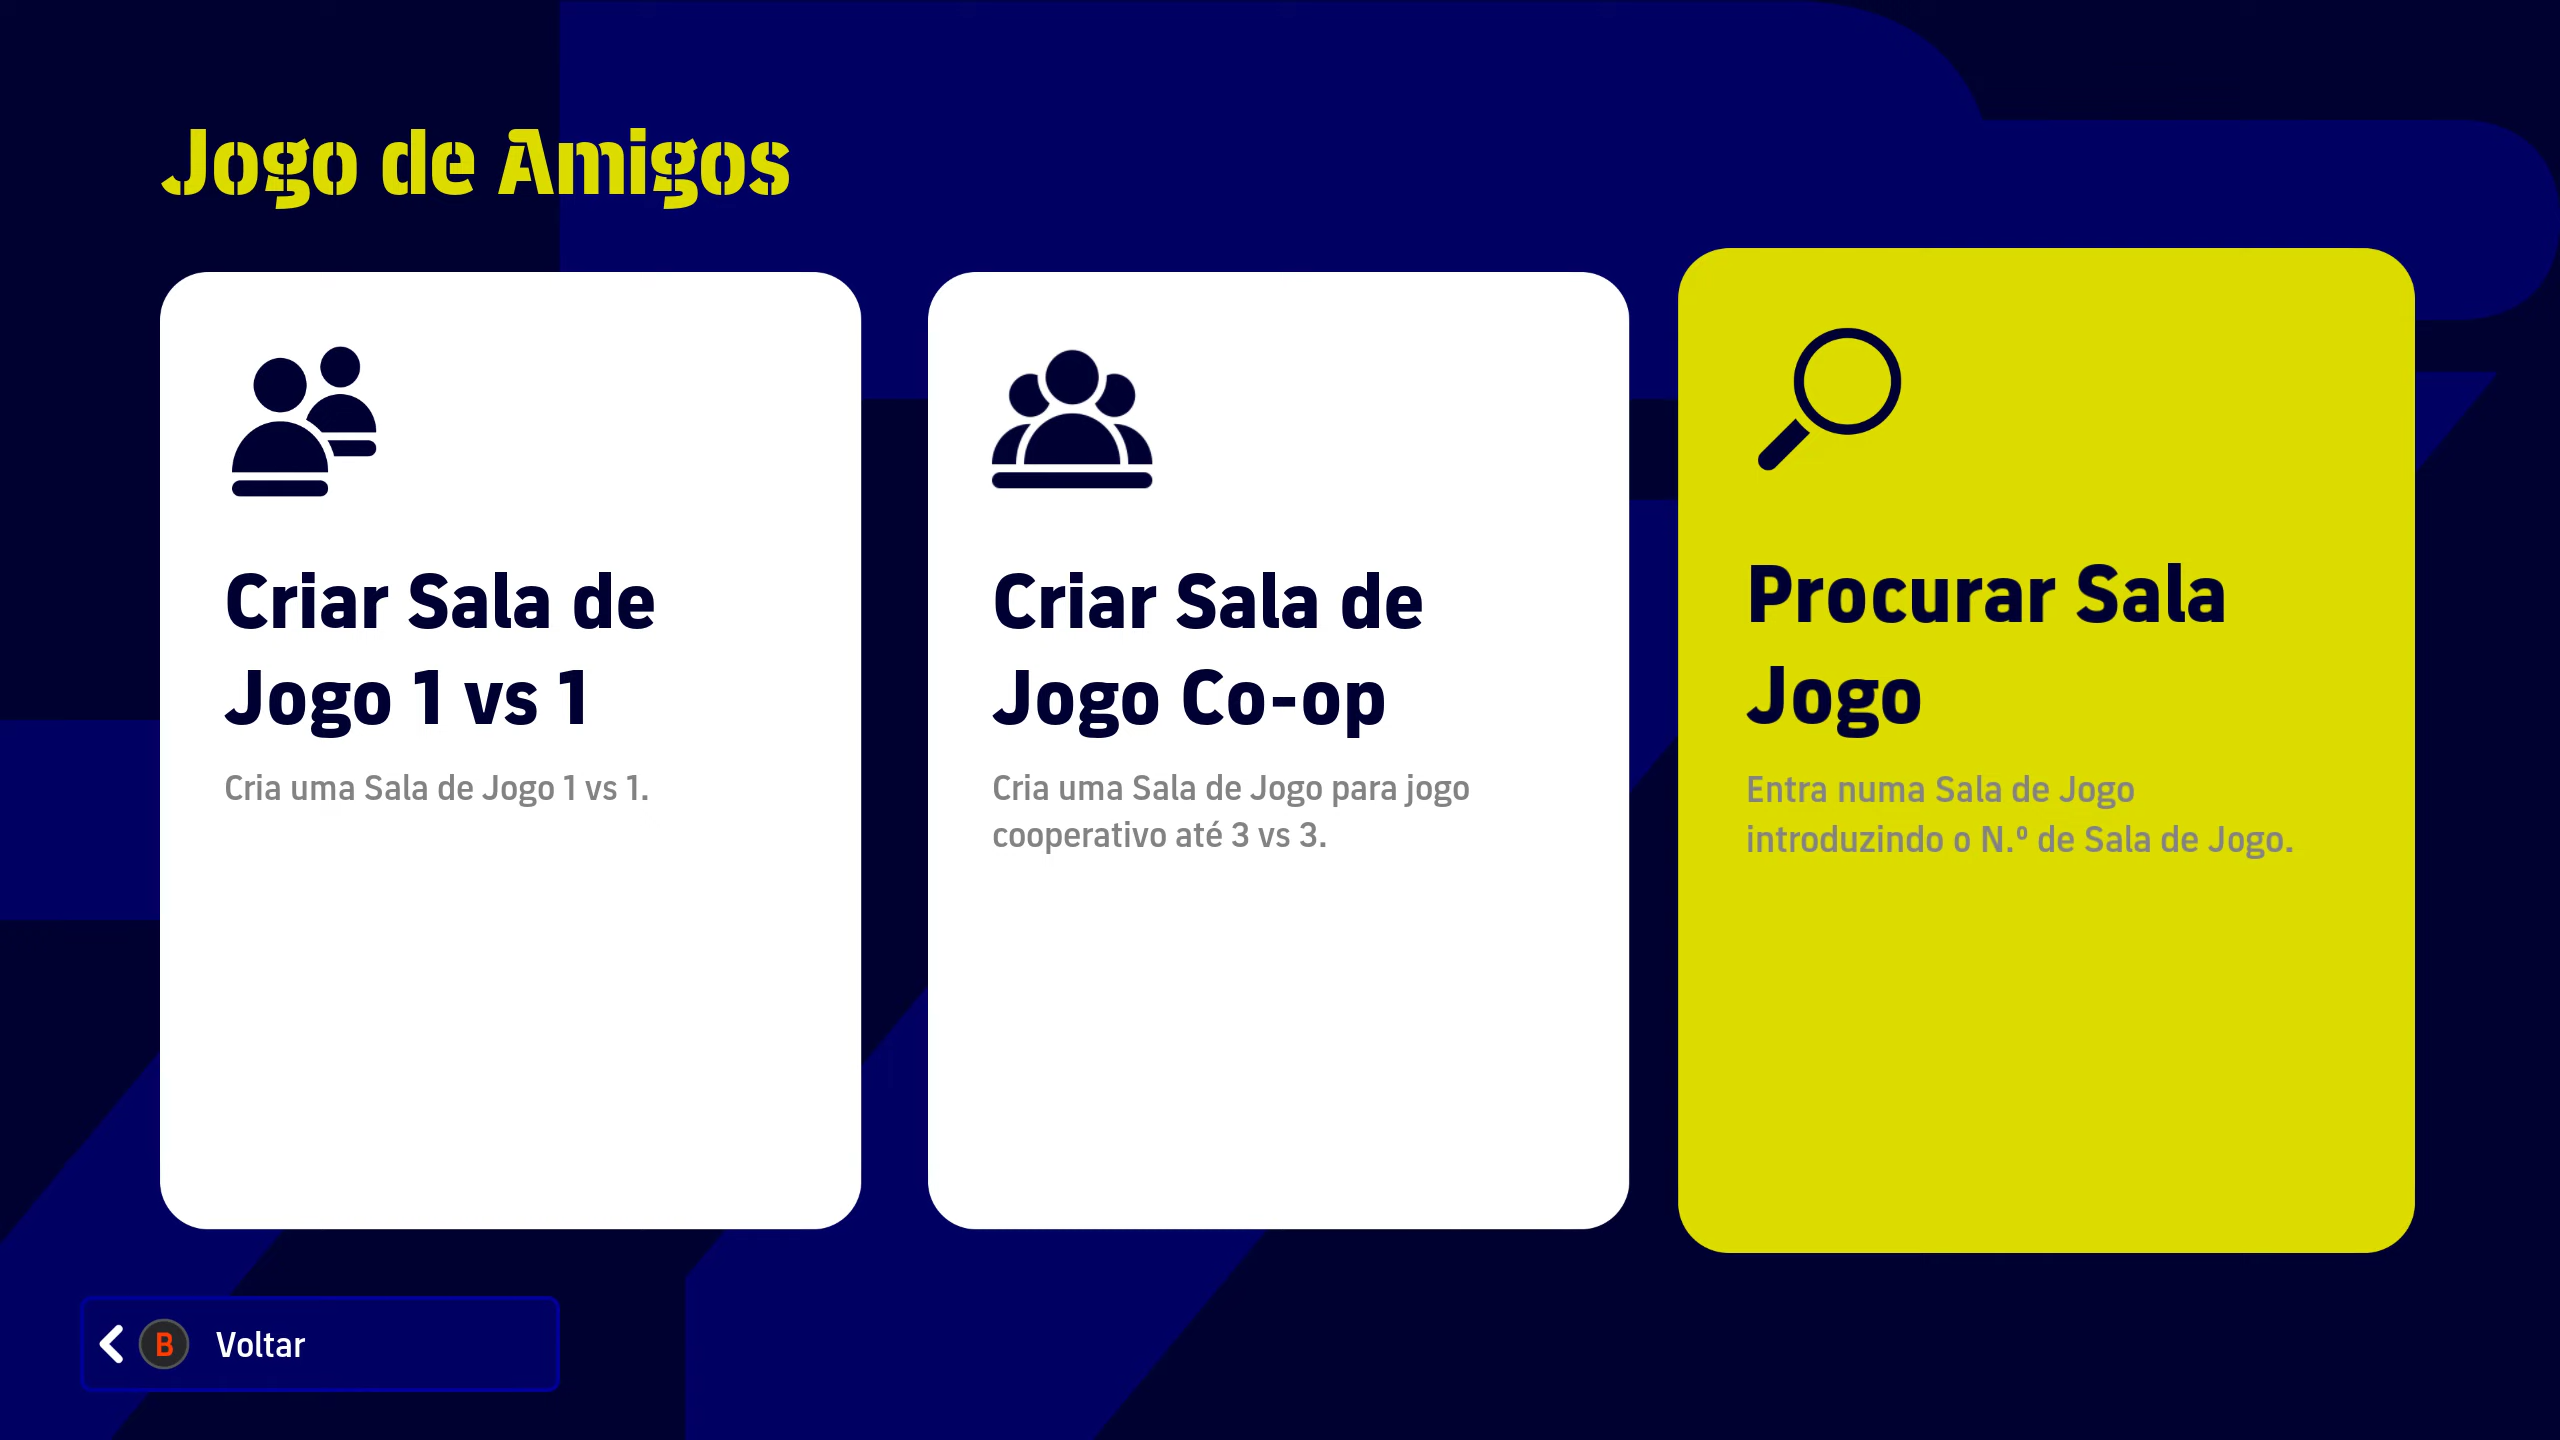 Jogo de Amigos
Criar Sala de
Jogo 1 vs 1
Cria uma Sala de Jogo 1 vs 1.
Criar Sala de
Jogo Co-op
Cria uma Sala de Jogo para jogo
cooperativo até 3 vs 3.
Procurar Sala
Jogo
Entra numa Sala de Jogo
introduzindo o N.º de Sala de Jogo.
B Voltar